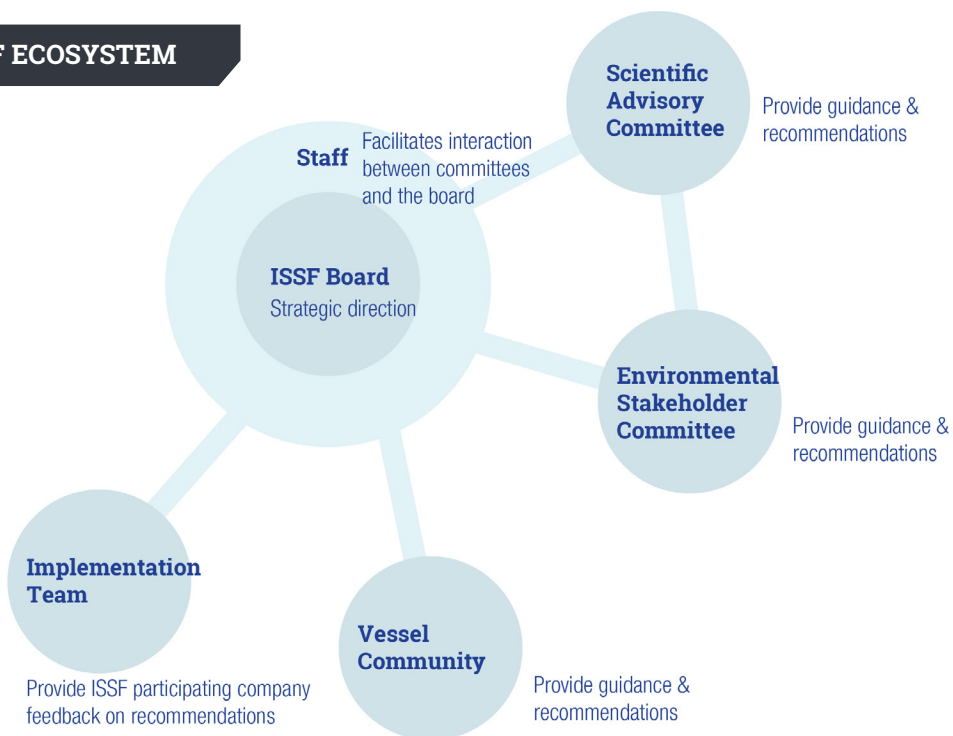 F ECOSYSTEM
Scientific
Advisory
Committee
Provide guidance &
recommendations
Staff
Facilitates interaction
between committees
and the board
ISSF Board
Strategic direction
Environmental
Stakeholder
Committee
Provide guidance &
recommendations
Implementation
Team
Provide ISSF participating company
feedback on recommendations
Vessel
Community
Provide guidance &
recommendations